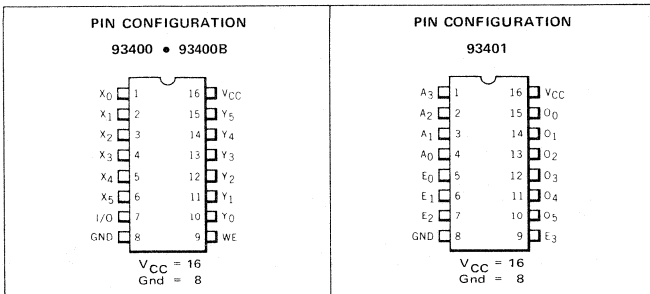 PIN CONFIGURATION
93400 • 93400B
X0 1 16 VCC
X1 2 15 Y5
X2 3 14 Y4
X3 4 13 Y3
X4 5 12 Y2
X5 6 11 Y1
I/O 7 10 Y0
GND 8 9 WE
VCC = 16
Gnd = 8
PIN CONFIGURATION
93401
A3 1 16 VCC
A2 2 15 O0
A1 3 14 O1
A0 4 13 O2
E0 5 12 O3
E1 6 11 O4
E2 7 10 O5
GND 8 9 E3
VCC = 16
Gnd = 8